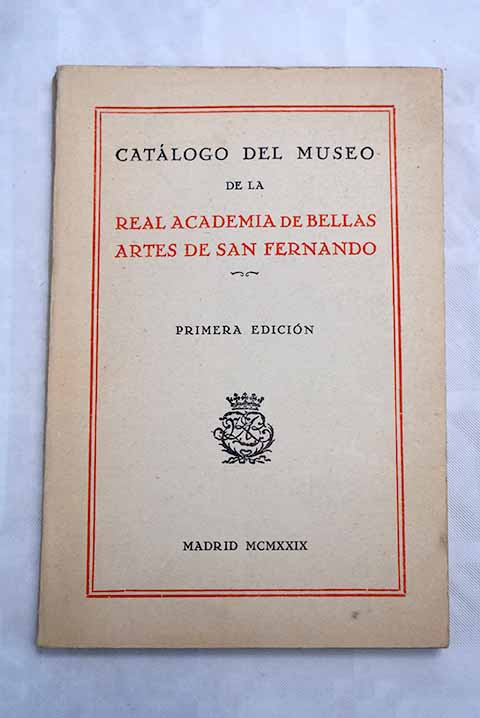 CATÁLOGO DEL MUSEO
DE LA
REAL ACADEMIA DE BELLAS
ARTES DE SAN FERNANDO
PRIMERA EDICIÓN
MADRID MCMXXIX